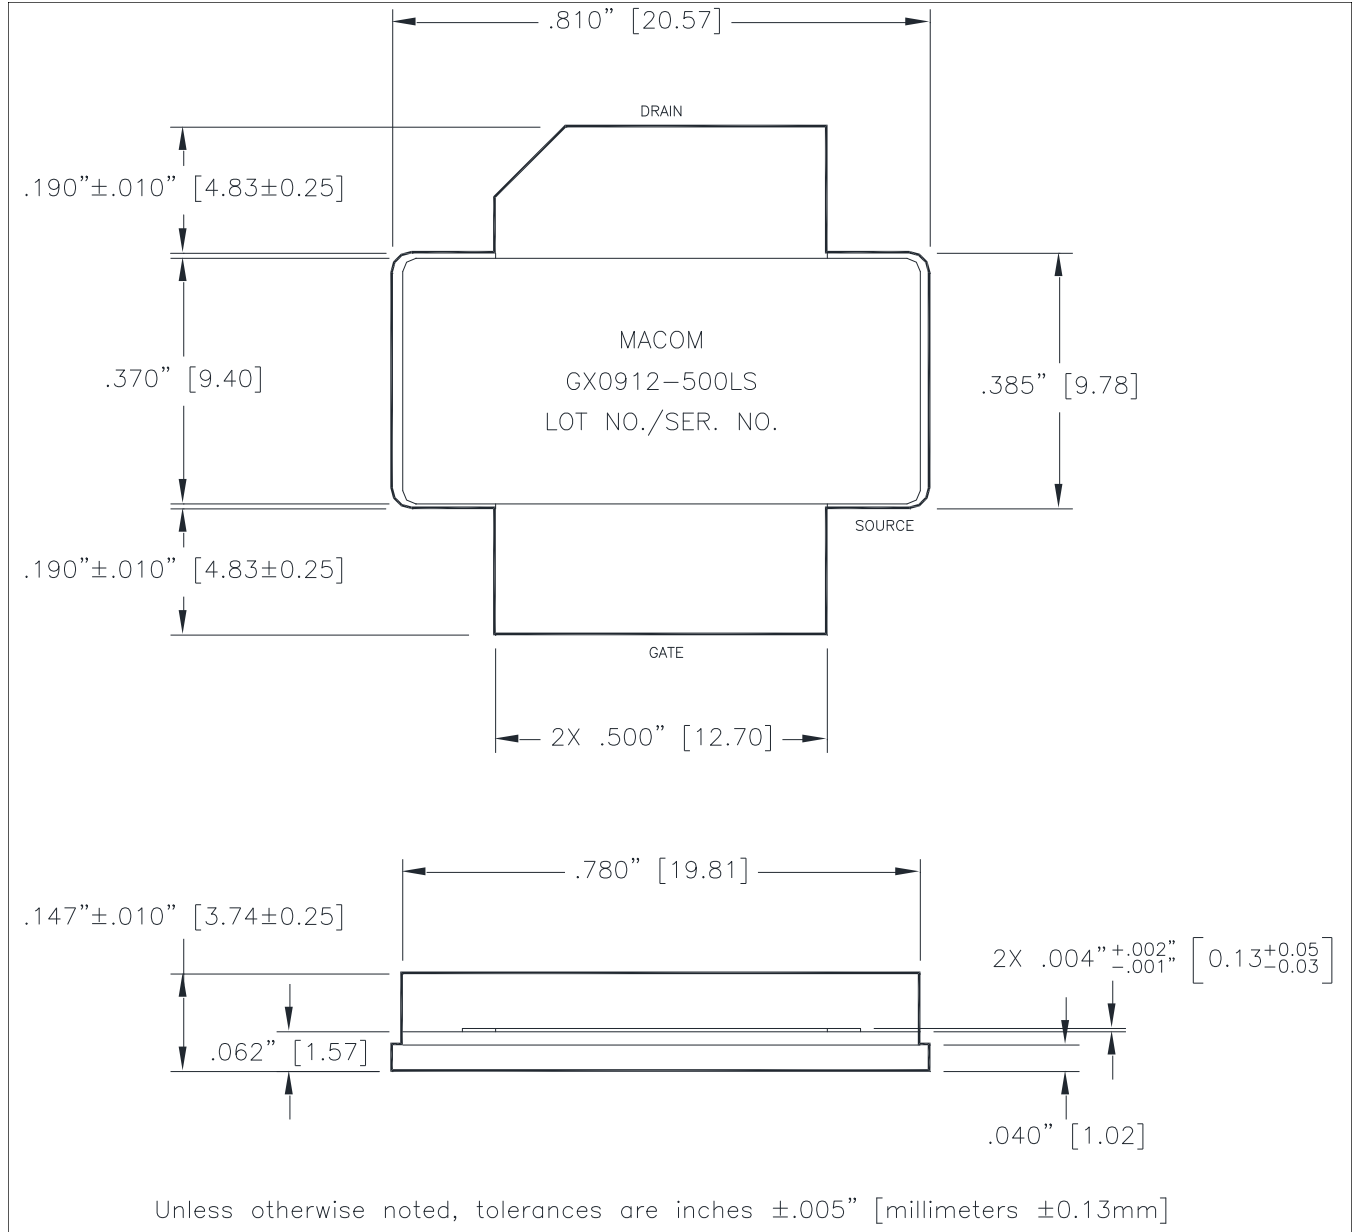 .810” [20.57]
DRAIN
.190”±.010” [4.83±0.25]
MACOM
.370” [9.40]
GX0912-500LS
.385” [9.78]
LOT NO./SER. NO.
SOURCE
.190”±.010” [4.83±0.25]
GATE
2X .500” [12.70]
.780” [19.81]
.147”±.010” [3.74±0.25]
2X .004” +.002” -.001” [0.13 +0.05 -0.03]
.062” [1.57]
.040” [1.02]
Unless otherwise noted, tolerances are inches ±.005” [millimeters ±0.13mm]